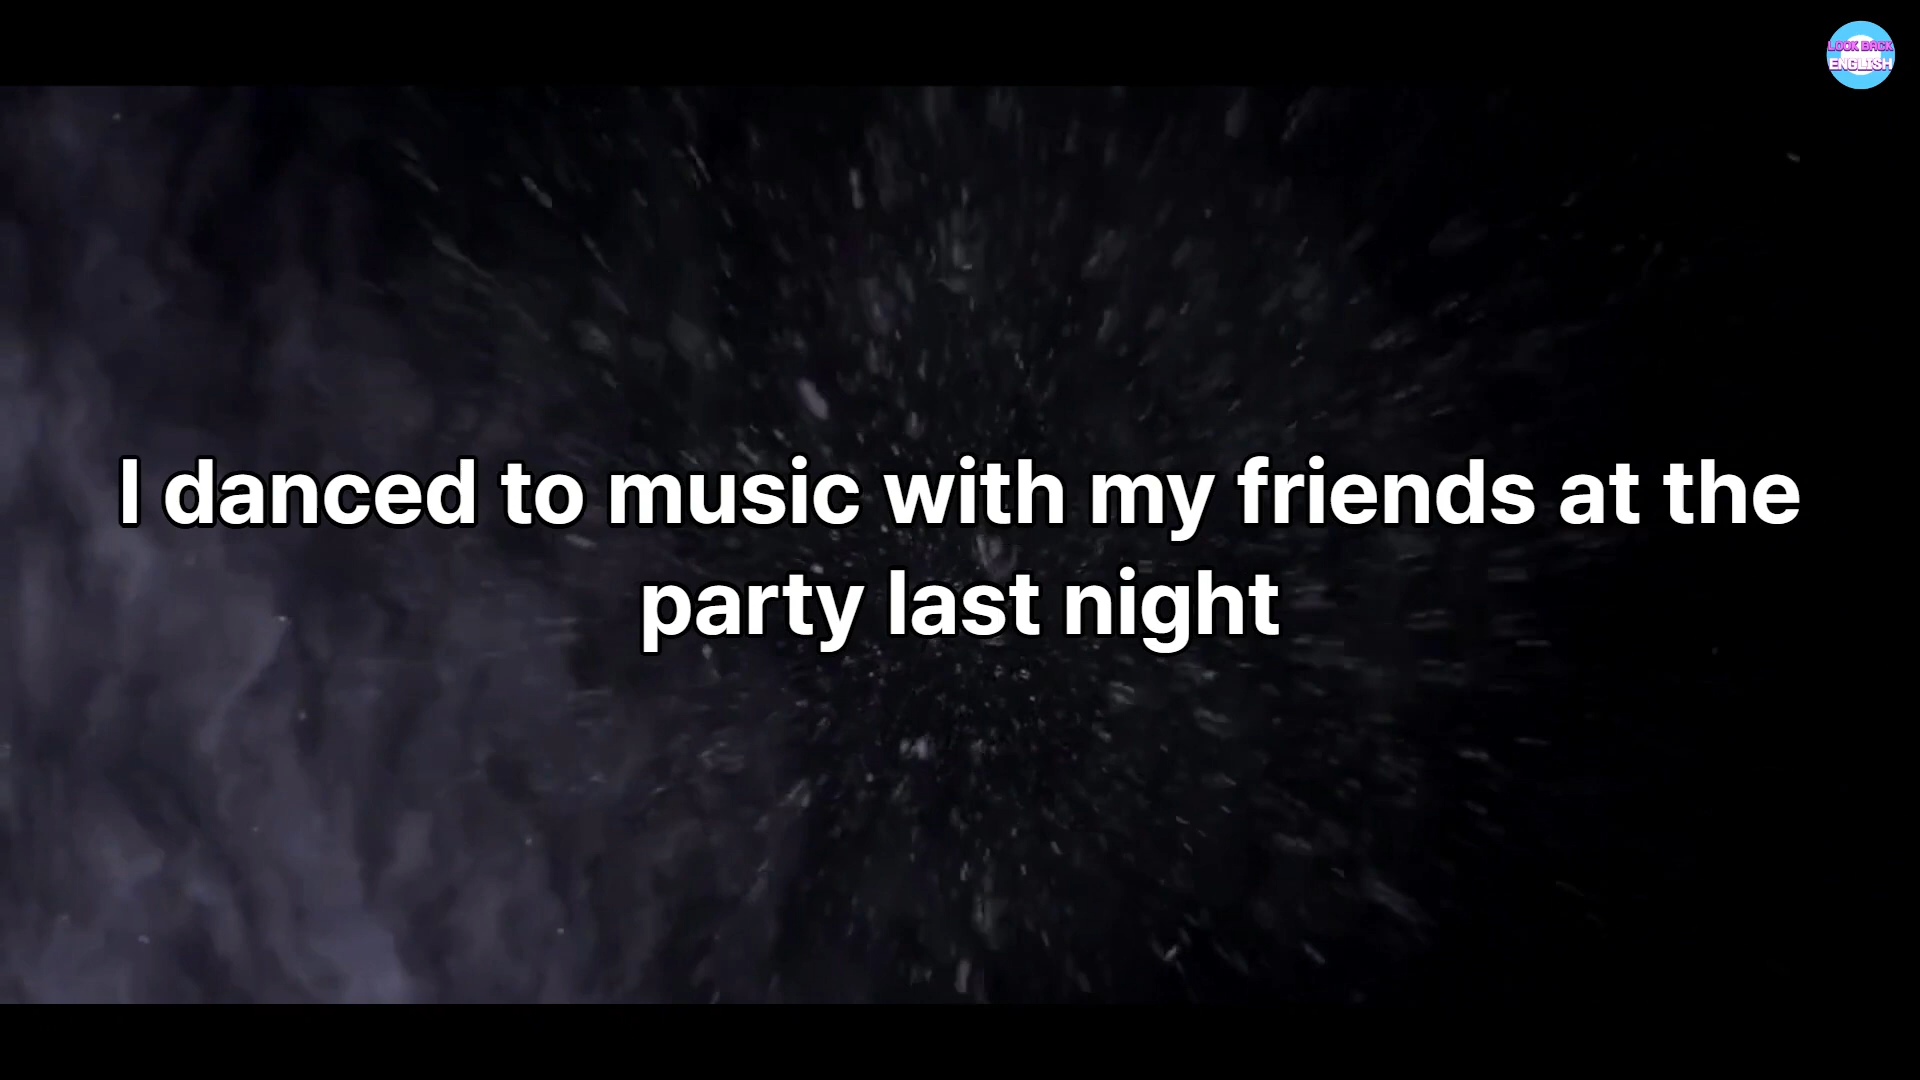 LOOK BACK
ENGLISH
I danced to music with my friends at the
party last night